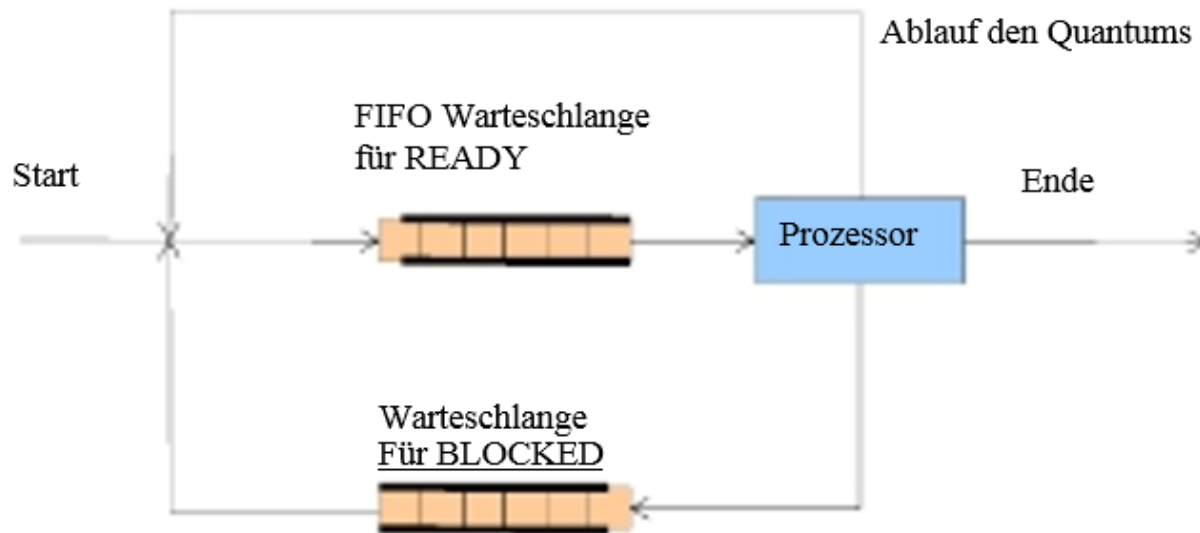 Ablauf den Quantums
FIFO Warteschlange
für READY
Start
Ende
Prozessor
Warteschlange
Für BLOCKED